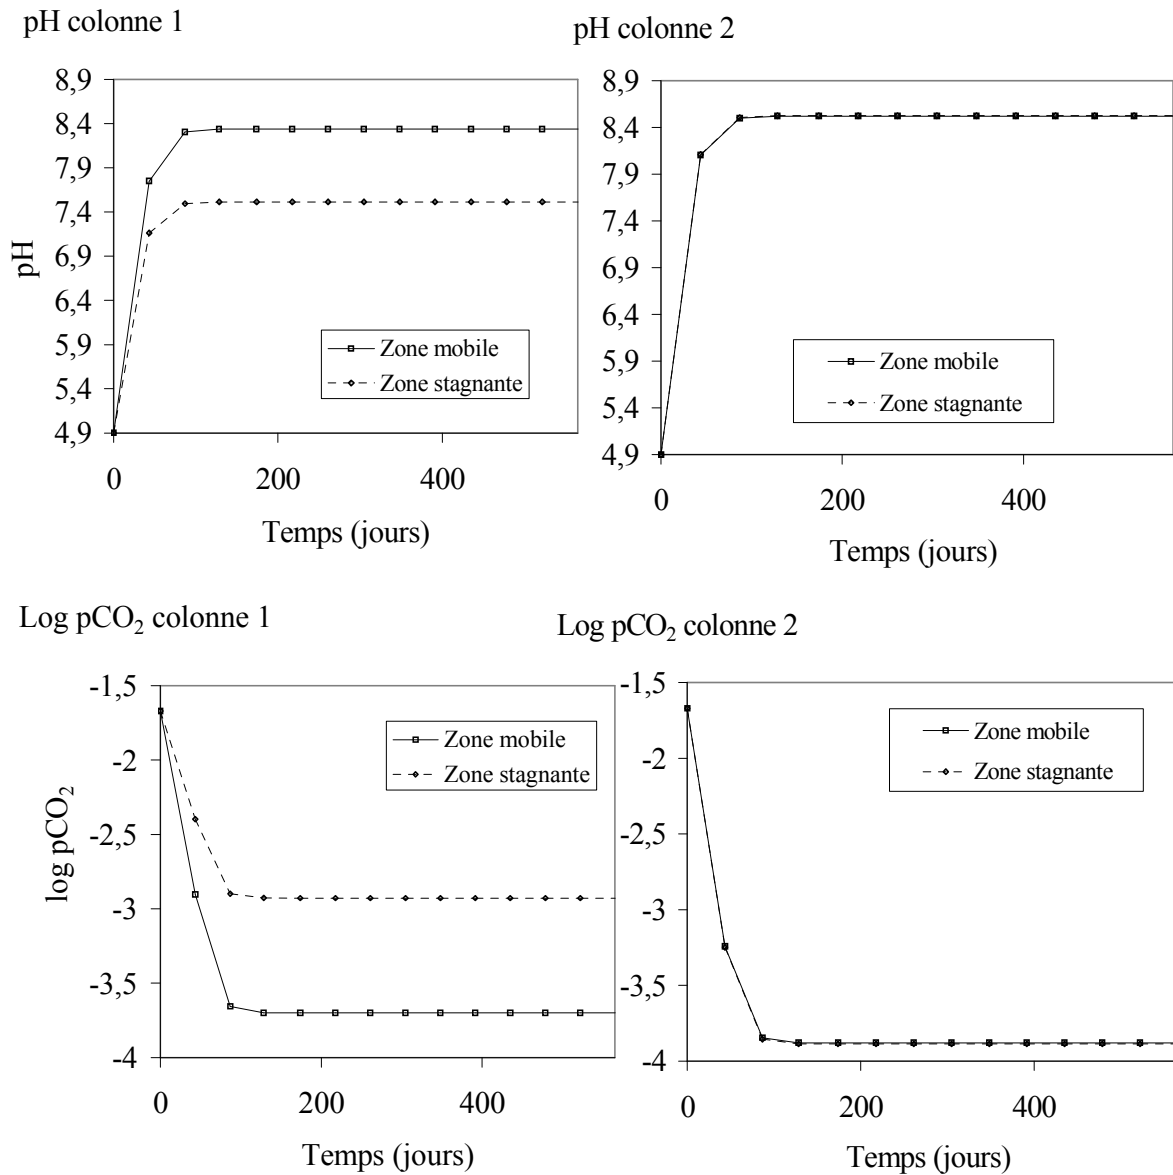 pH colonne 1
pH colonne 2
8,9
8,4
7,9
7,4
6,9
6,4
5,9
5,4
4,9
pH
Zone mobile
Zone stagnante
0
200
400
Temps (jours)
8,9
8,4
7,9
7,4
6,9
6,4
5,9
5,4
4,9
Zone mobile
Zone stagnante
0
200
400
Temps (jours)
Log pCO₂ colonne 1
Log pCO₂ colonne 2
-1,5
-2
-2,5
-3
-3,5
-4
log pCO₂
Zone mobile
Zone stagnante
0
200
400
Temps (jours)
-1,5
-2
-2,5
-3
-3,5
-4
Zone mobile
Zone stagnante
0
200
400
Temps (jours)